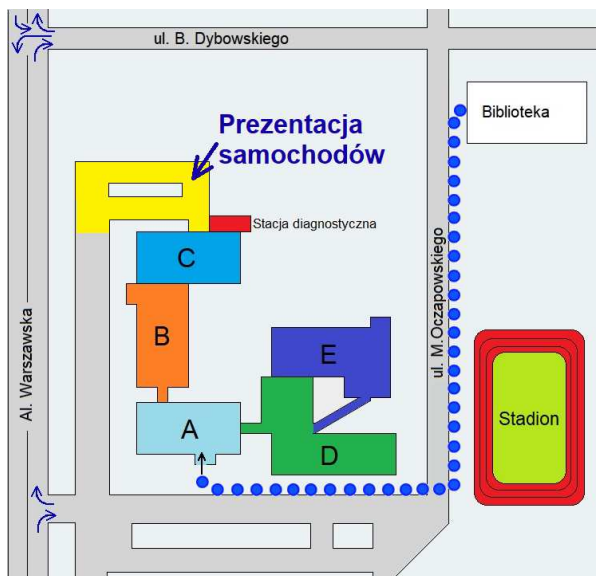 ul. B. Dybowskiego
Biblioteka
Prezentacja
samochodów
Stacja diagnostyczna
C
B
E
A
D
Al. Warszawska
ul. M.Oczapowskiego
Stadion